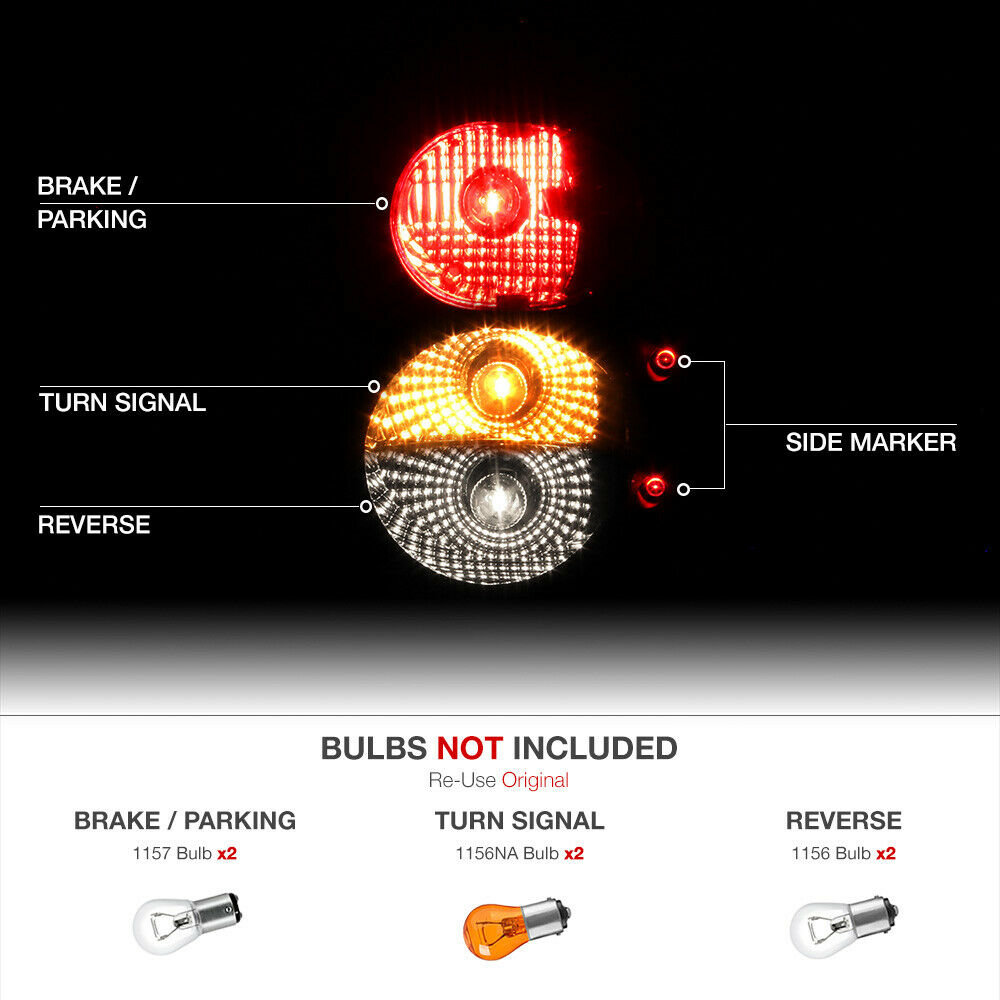 BRAKE /
PARKING
TURN SIGNAL
SIDE MARKER
REVERSE
BULBS NOT INCLUDED
Re-Use Original
BRAKE / PARKING
1157 Bulb x2
TURN SIGNAL
1156NA Bulb x2
REVERSE
1156 Bulb x2